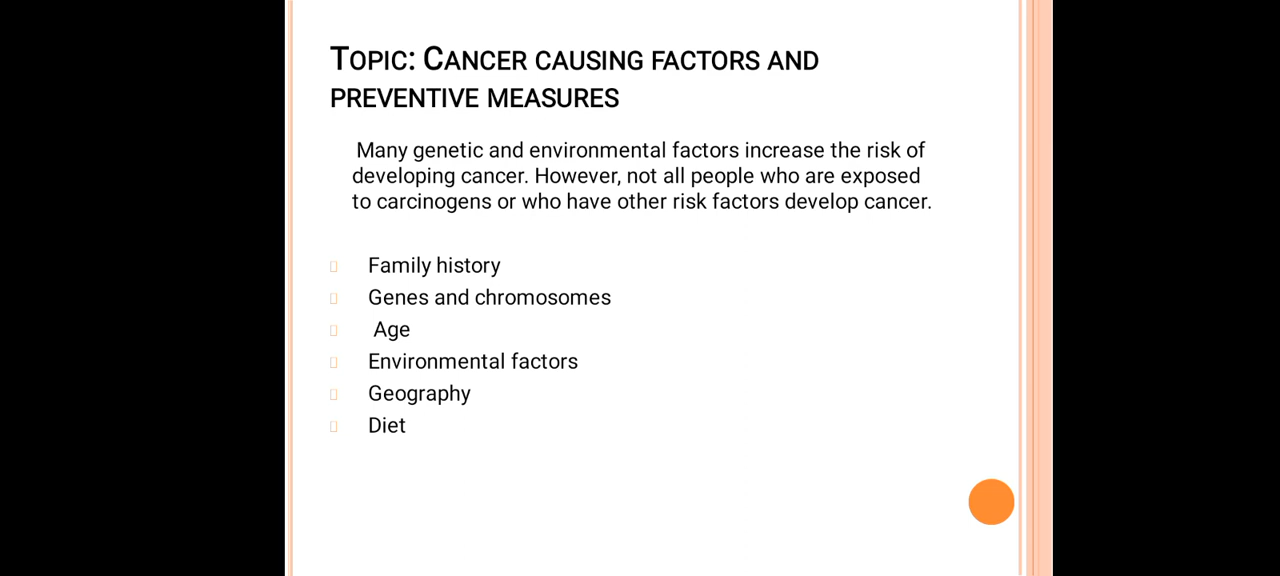 TOPIC: CANCER CAUSING FACTORS AND
PREVENTIVE MEASURES
Many genetic and environmental factors increase the risk of
developing cancer. However, not all people who are exposed
to carcinogens or who have other risk factors develop cancer.
Family history
Genes and chromosomes
Age
Environmental factors
Geography
Diet